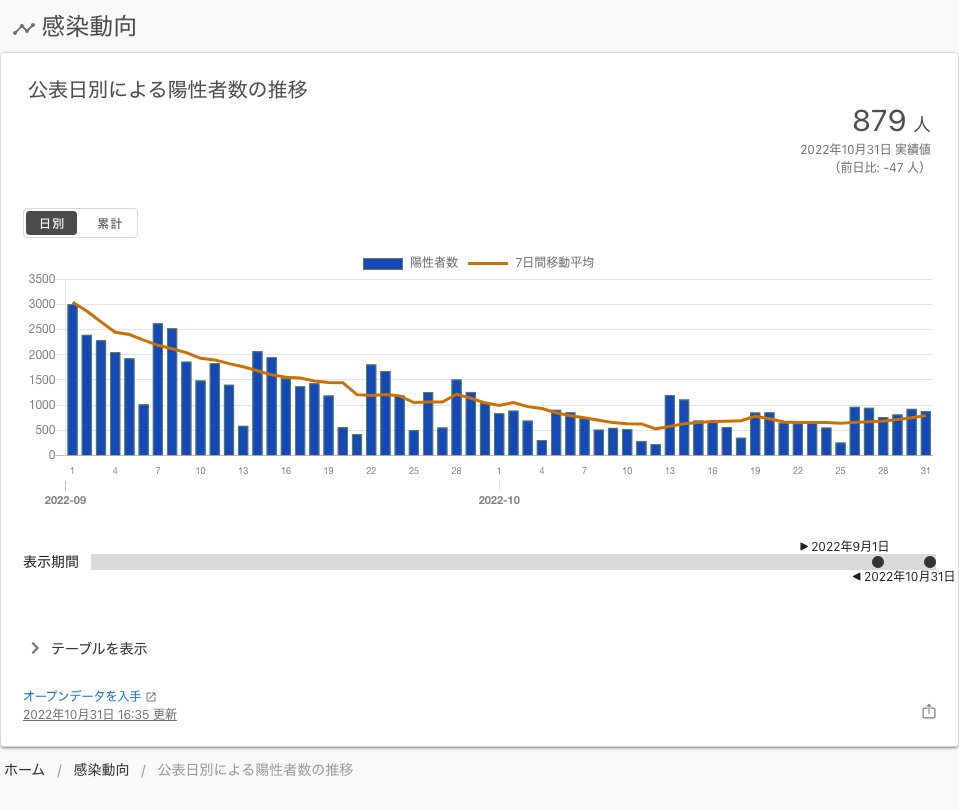 感染動向
公表日別による陽性者数の推移
879 人
2022年10月31日 実績値
（前日比: -47 人）
日別 累計
陽性者数 7日間移動平均
3500
3000
2500
2000
1500
1000
500
0
1 4 7 10 13 16 19 22 25 28 1 4 7 10 13 16 19 22 25 28 31
2022-09 2022-10
2022年9月1日
表示期間
2022年10月31日
テーブルを表示
オープンデータを入手
2022年10月31日 16:35 更新
ホーム / 感染動向 / 公表日別による陽性者数の推移